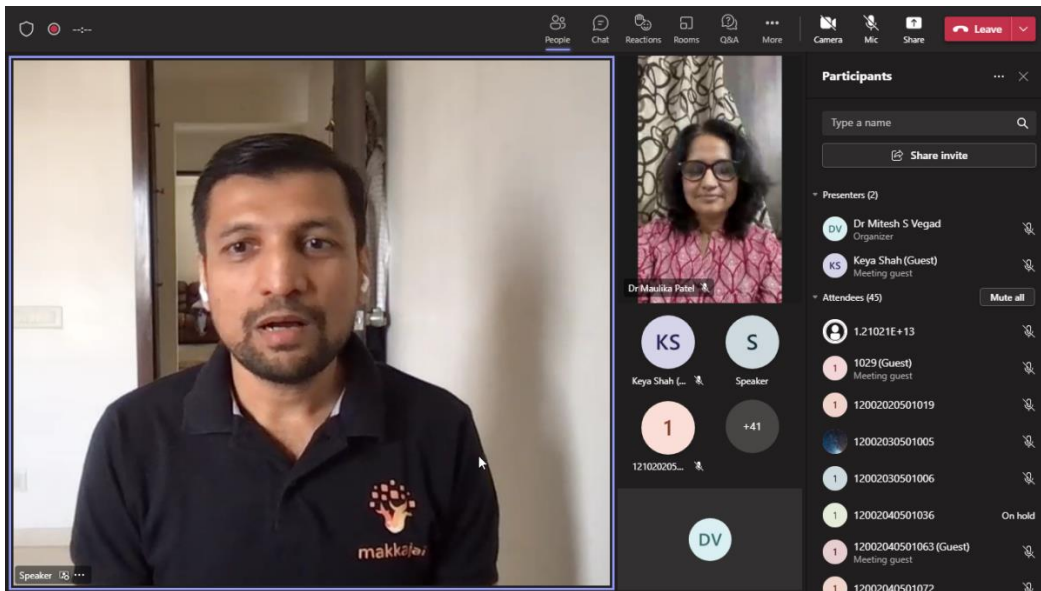 --:--
People
Chat
Reactions
Rooms
Q&A
More
Camera
Mic
Share
Leave
makkajai
Speaker
Dr Maulika Patel
KS
Keya Shah (...
S
Speaker
1
121020205...
+41
DV
Participants
Type a name
Share invite
Presenters (2)
DV
Dr Mitesh S Vegad
Organizer
KS
Keya Shah (Guest)
Meeting guest
Attendees (45)
Mute all
1.21021E+13
1
1029 (Guest)
Meeting guest
1
12002020501019
12002030501005
1
12002030501006
1
12002040501036
On hold
1
12002040501063 (Guest)
Meeting guest
1
12002040501072